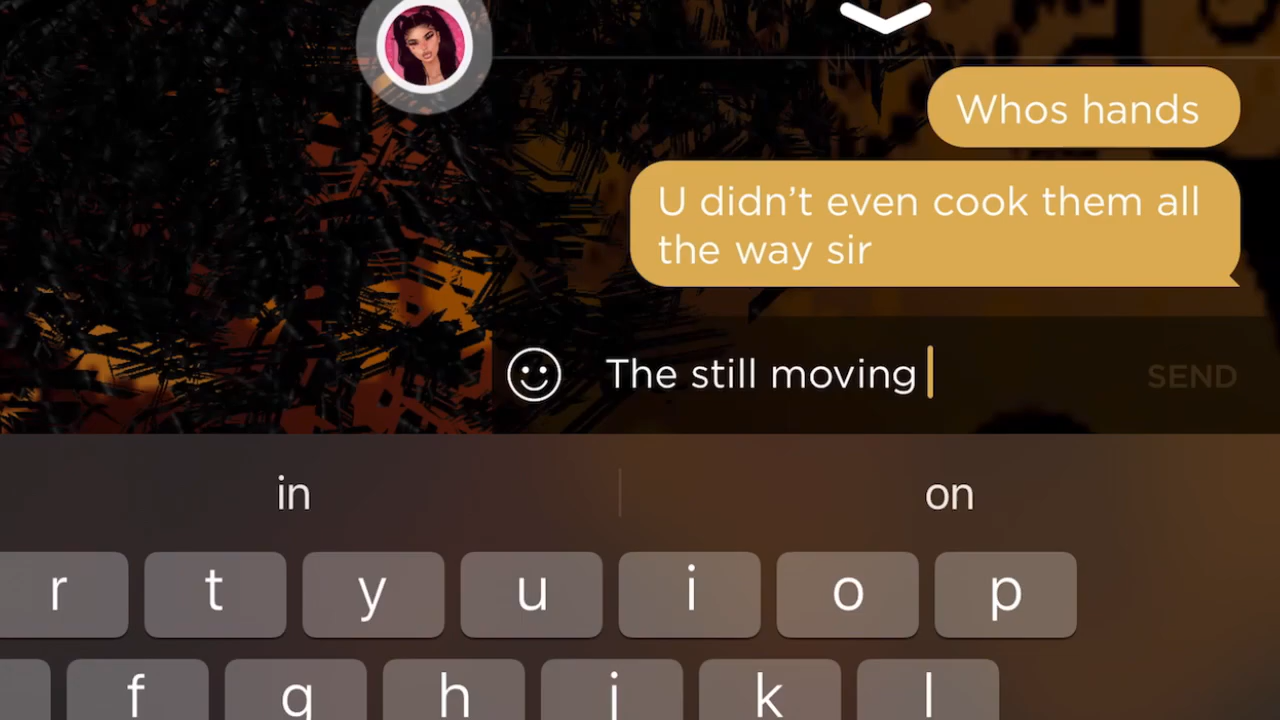 Whos hands
U didn't even cook them all
the way sir
The still moving
SEND
in
on
r t y u i o p
f g h j k l